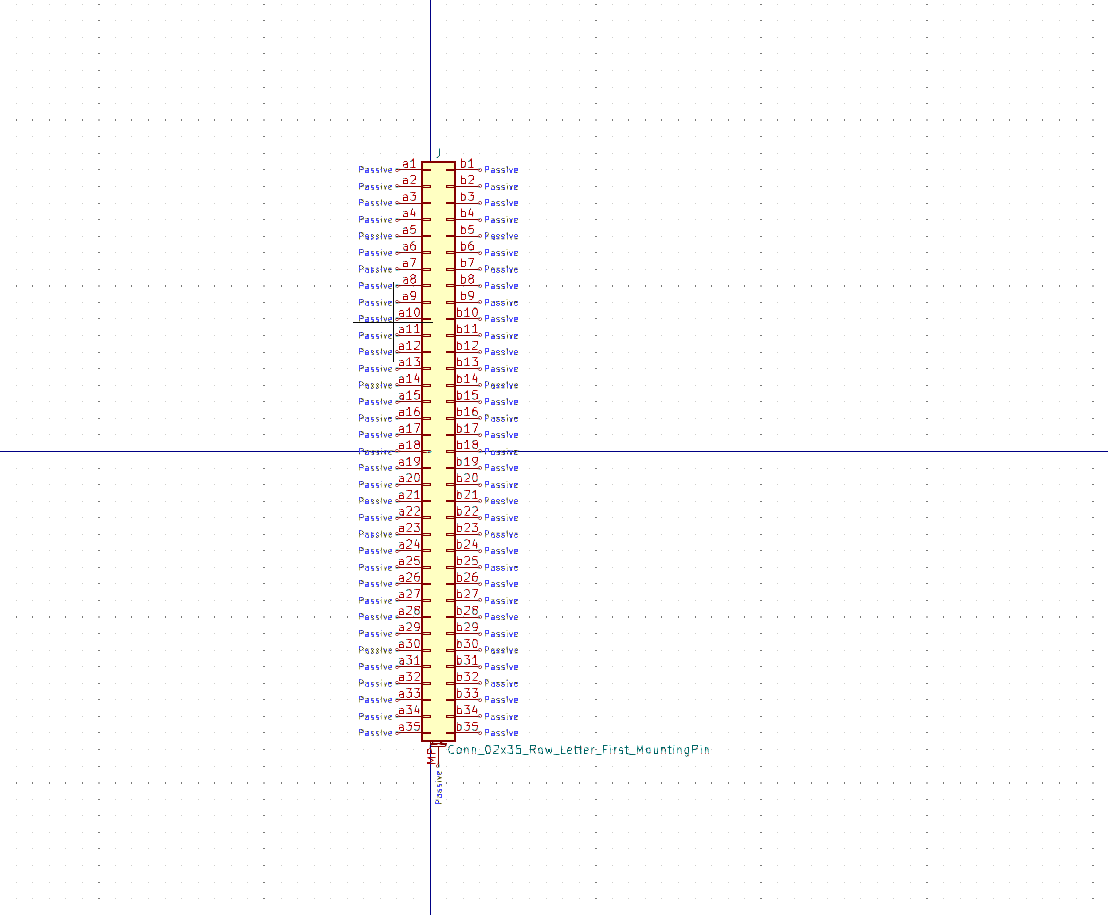 J
Passive a1 b1 Passive
Passive a2 b2 Passive
Passive a3 b3 Passive
Passive a4 b4 Passive
Passive a5 b5 Passive
Passive a6 b6 Passive
Passive a7 b7 Passive
Passive a8 b8 Passive
Passive a9 b9 Passive
Passive a10 b10 Passive
Passive a11 b11 Passive
Passive a12 b12 Passive
Passive a13 b13 Passive
Passive a14 b14 Passive
Passive a15 b15 Passive
Passive a16 b16 Passive
Passive a17 b17 Passive
Passive a18 b18 Passive
Passive a19 b19 Passive
Passive a20 b20 Passive
Passive a21 b21 Passive
Passive a22 b22 Passive
Passive a23 b23 Passive
Passive a24 b24 Passive
Passive a25 b25 Passive
Passive a26 b26 Passive
Passive a27 b27 Passive
Passive a28 b28 Passive
Passive a29 b29 Passive
Passive a30 b30 Passive
Passive a31 b31 Passive
Passive a32 b32 Passive
Passive a33 b33 Passive
Passive a34 b34 Passive
Passive a35 b35 Passive
MP Conn_02x35_Row_Letter_First_MountingPin
Passive